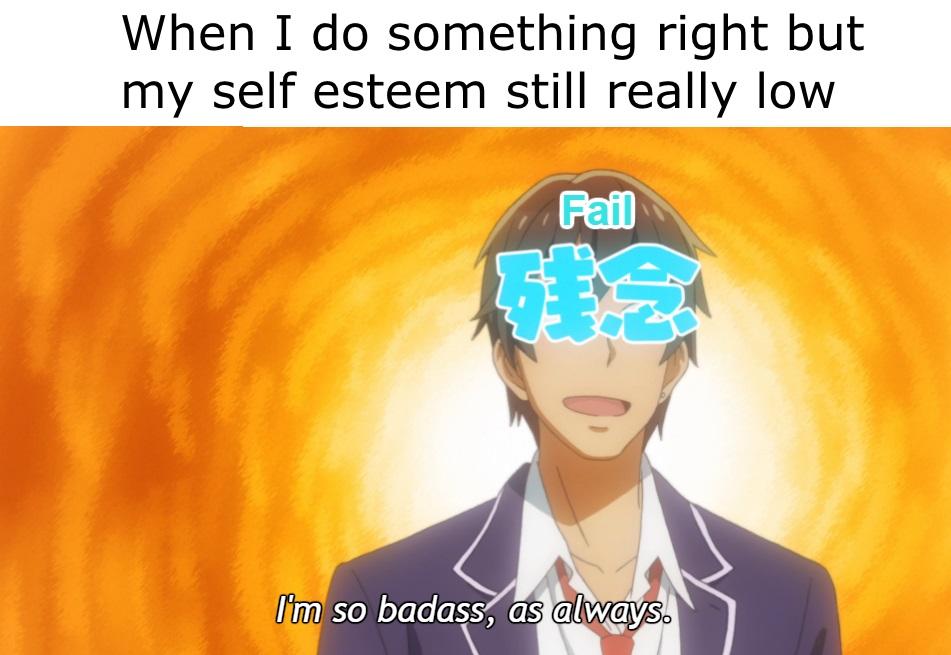 When I do something right but
my self esteem still really low
Fail
残念
I'm so badass, as always.